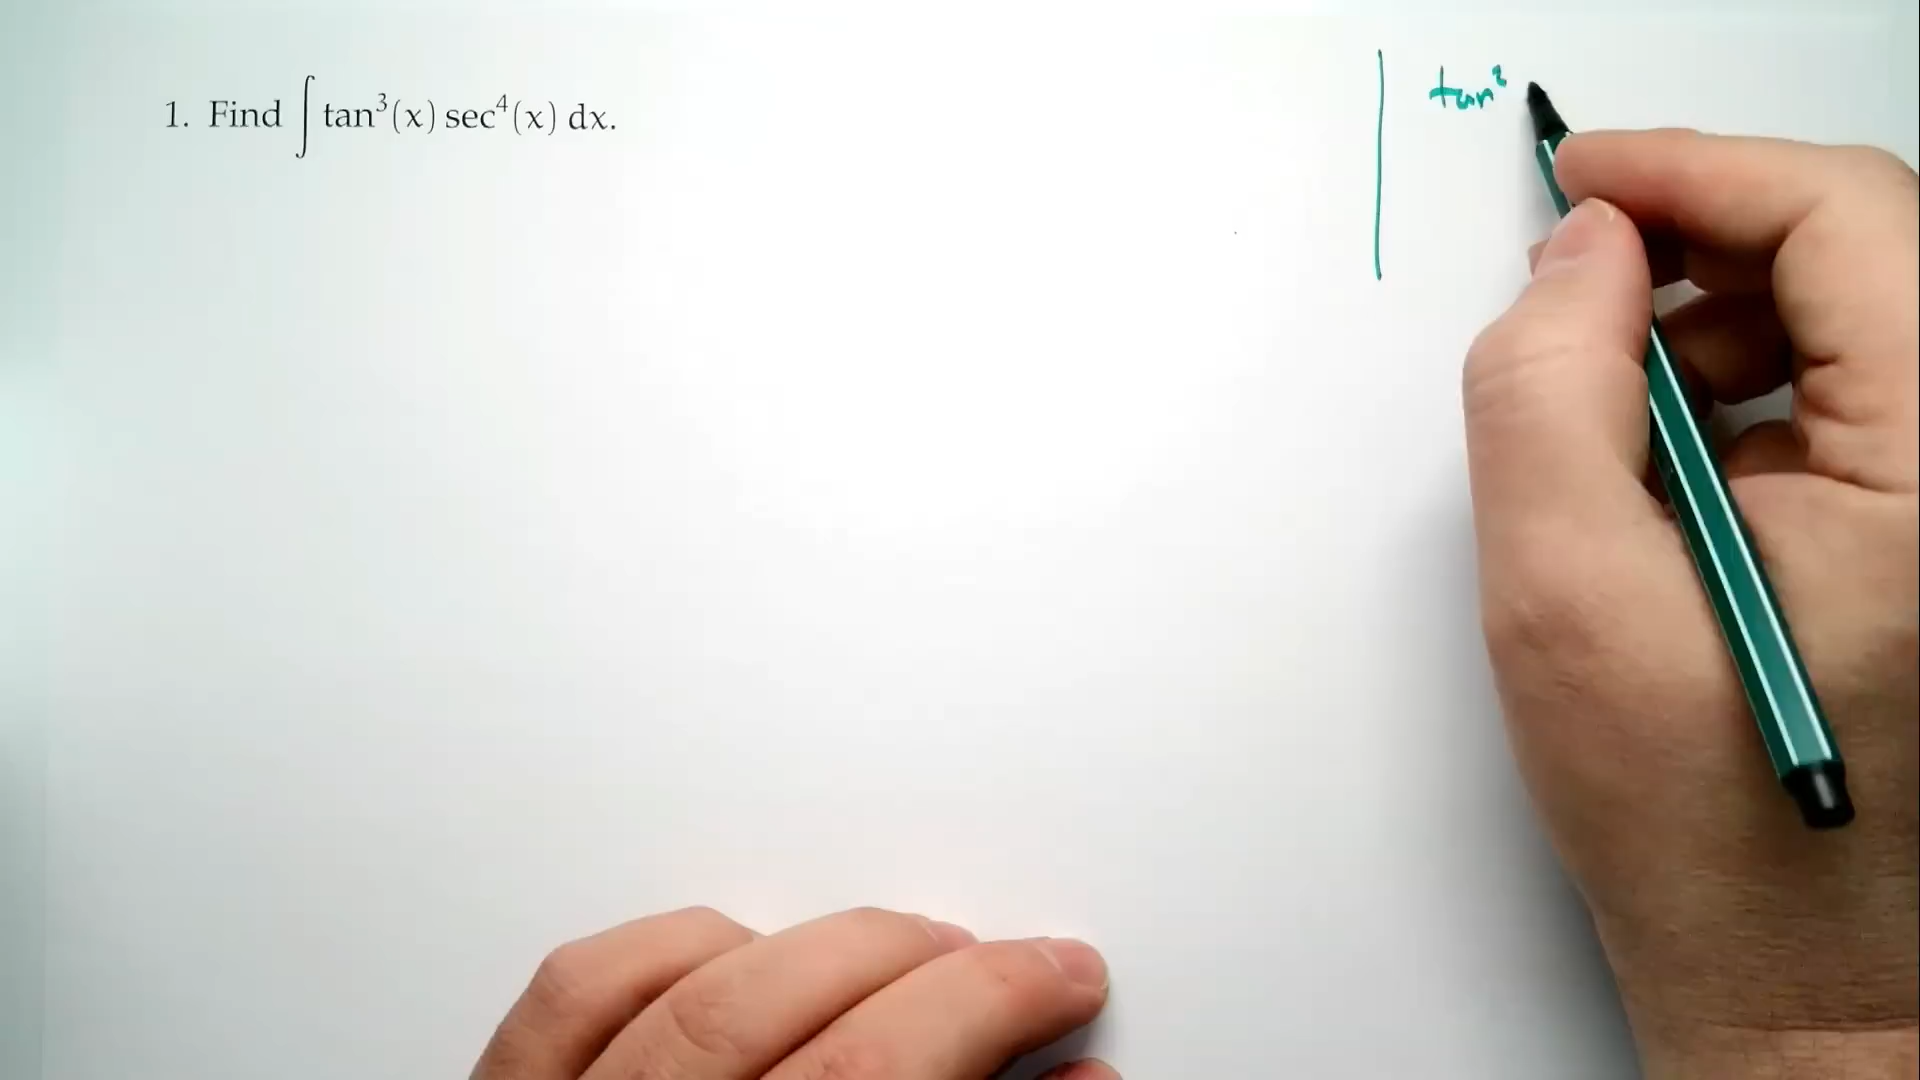 1. Find ∫ tan³(x) sec⁴(x) dx.
tan²